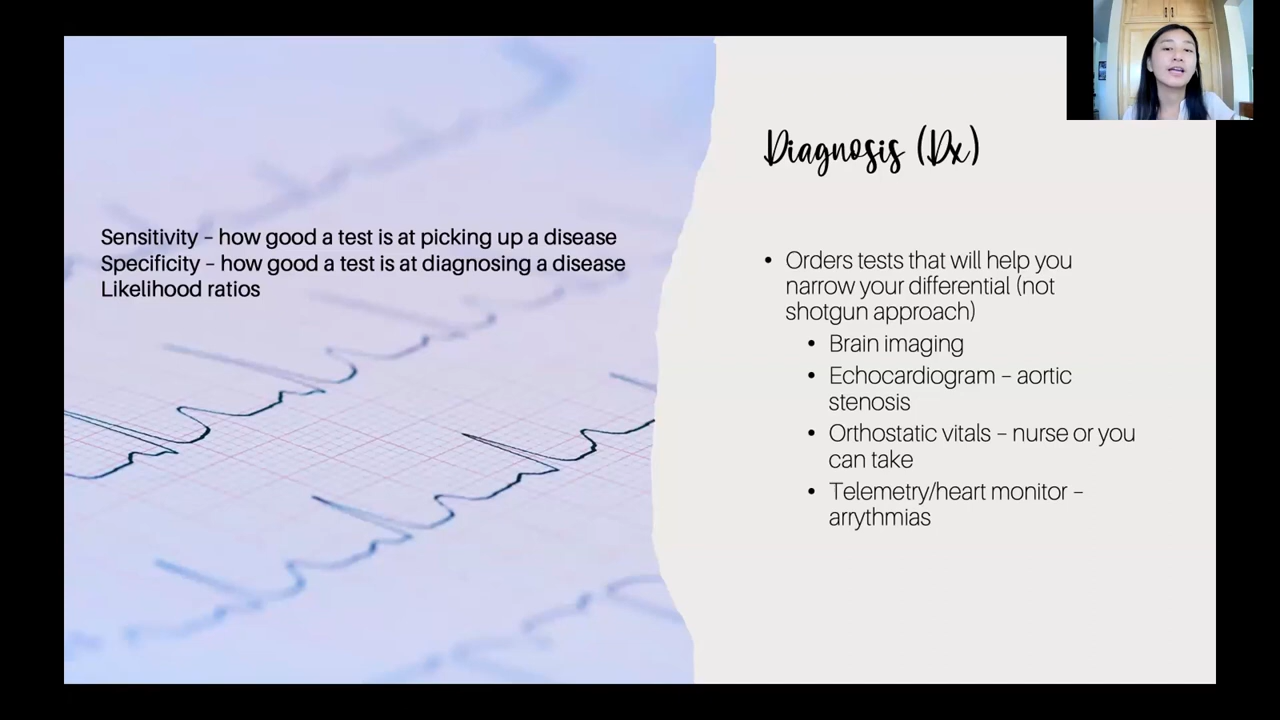 Sensitivity – how good a test is at picking up a disease
Specificity – how good a test is at diagnosing a disease
Likelihood ratios
Diagnosis (Dx)
• Orders tests that will help you
narrow your differential (not
shotgun approach)
• Brain imaging
• Echocardiogram – aortic
stenosis
• Orthostatic vitals – nurse or you
can take
• Telemetry/heart monitor –
arrythmias